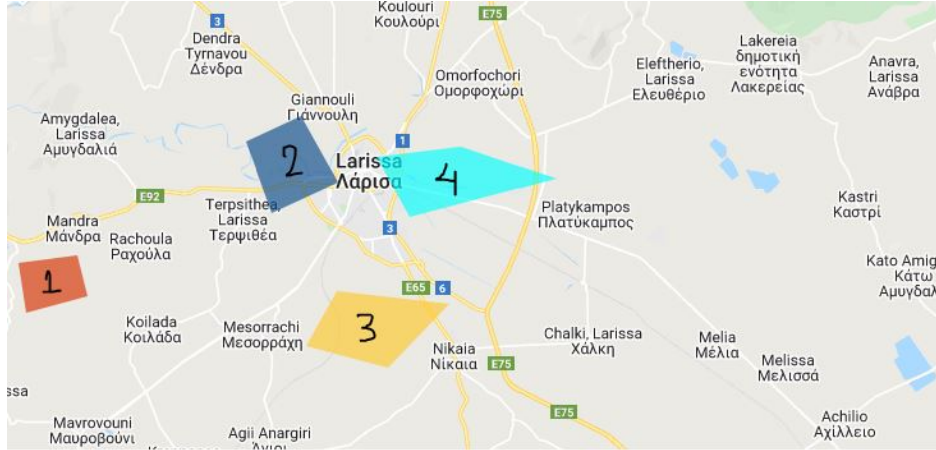 Koulouri
Κουλούρι
E75
3
Dendra
Tyrnavou
Δένδρα
Lakereia
δημοτική
ενότητα
Λακερείας
Eleftherio,
Larissa
Ελευθέριο
Anavra,
Larissa
Ανάβρα
Omorfochori
Ομορφοχώρι
Giannouli
Γιάννουλη
Amygdalea,
Larissa
Αμυγδαλιά
1
2
Larissa
Λάρισα
4
E92
Terpsithea,
Larissa
Τερψιθέα
Kastri
Καστρί
Platykampos
Πλατύκαμπος
Mandra
Μάνδρα
3
Rachoula
Ραχούλα
Kato Amig
Κάτω
Αμυγδαλ
1
E65
6
Koilada
Κοιλάδα
Mesorrachi
Μεσορράχη
3
Chalki, Larissa
Χάλκη
Melia
Μέλια
Nikaia
Νίκαια
E75
Melissa
Μελισσά
ssa
E75
Mavrovouni
Μαυροβούνι
Agii Anargiri
Achilio
Αχίλλειο